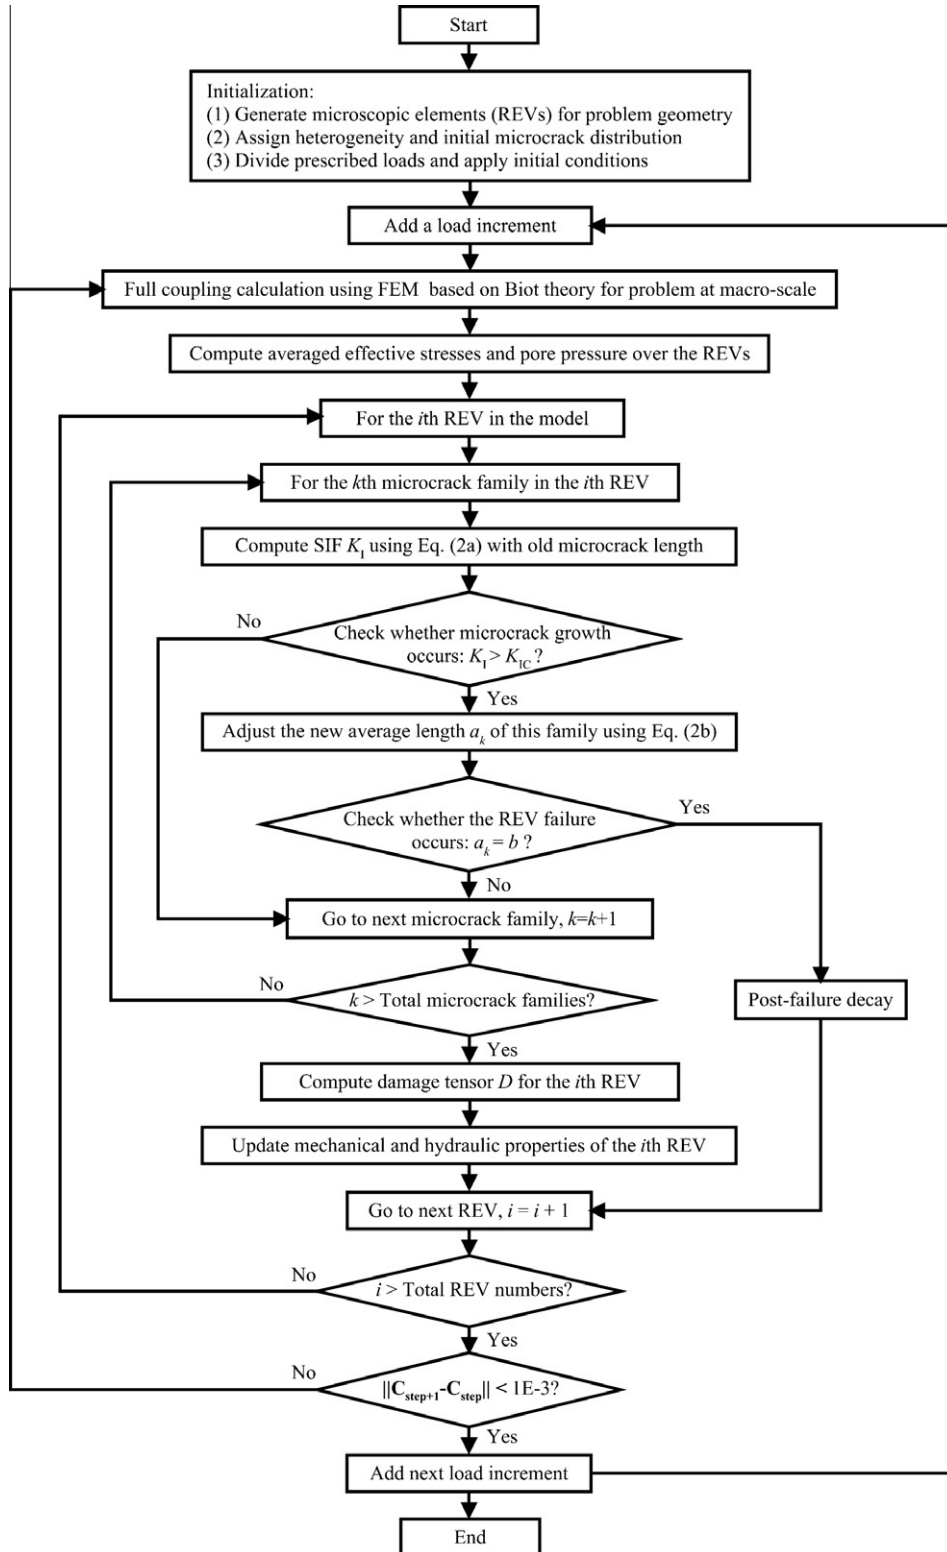 Start
Initialization:
(1) Generate microscopic elements (REVs) for problem geometry
(2) Assign heterogeneity and initial microcrack distribution
(3) Divide prescribed loads and apply initial conditions
Add a load increment
Full coupling calculation using FEM based on Biot theory for problem at macro-scale
Compute averaged effective stresses and pore pressure over the REVs
For the ith REV in the model
For the kth microcrack family in the ith REV
Compute SIF K_I using Eq. (2a) with old microcrack length
No
Check whether microcrack growth
occurs: K_I > K_IC ?
Yes
Adjust the new average length a_k of this family using Eq. (2b)
Check whether the REV failure
occurs: a_k = b ?
Yes
No
Go to next microcrack family, k=k+1
No
k > Total microcrack families?
Post-failure decay
Yes
Compute damage tensor D for the ith REV
Update mechanical and hydraulic properties of the ith REV
Go to next REV, i = i + 1
No
i > Total REV numbers?
Yes
No
||C_step+1-C_step|| < 1E-3?
Yes
Add next load increment
End